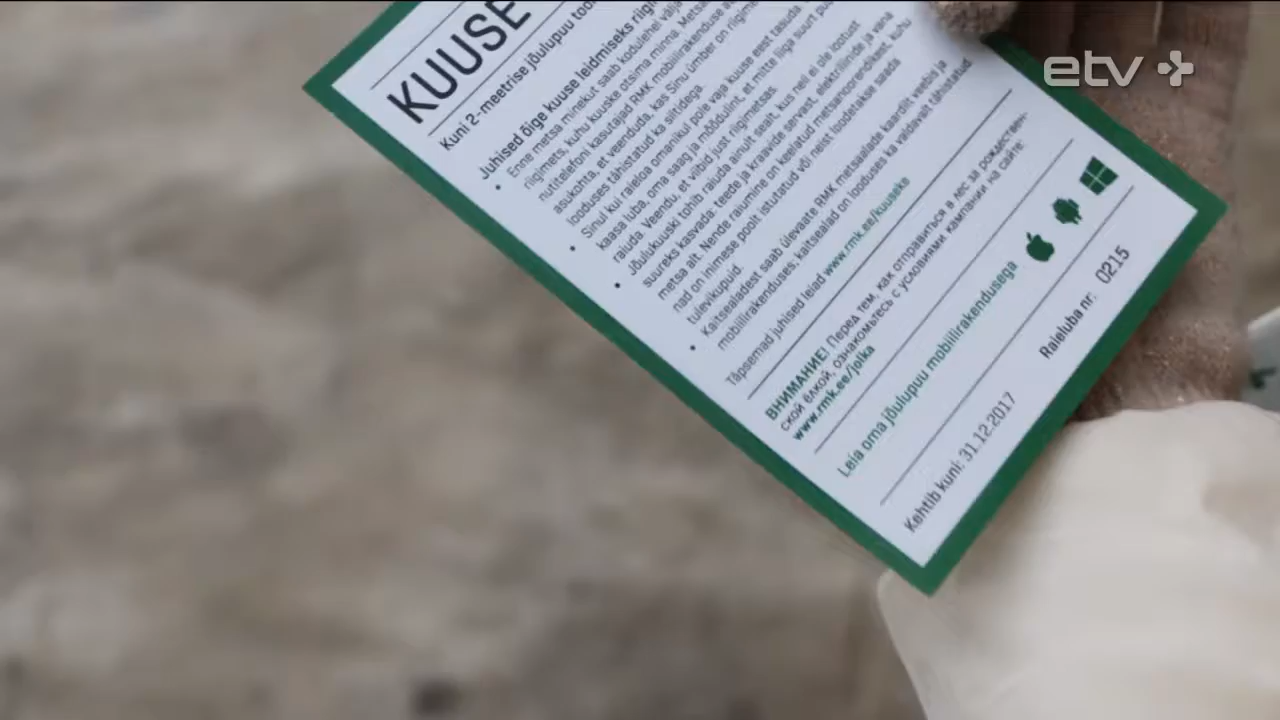 etv+
KUUSE
Kuni 2-meetrise jõulupuu
Juhised õige kuuse leidmiseks
• Enne metsa minekut saab kodulehel
riigimets, kuhu kuuske otsima minna.
nutitelefoni kasutajad RMK mobiilirakenduse
asukohta, et veenduda, kas Sinu ümber on
looduses tähistatud ka siltidega.
• Sinul kui raieloa omanikul pole vaja kuuse eest tasuda.
kaasa luba, oma saag ja mõõdulint, et mitte liiga suurt
raiuda. Veendu, et viibid just riigimetsas.
• Jõulukuuski tohib raiuda ainult sealt, kus neil ei ole lootust
suureks kasvada: teede ja kraavide servast, elektriliinide ja vana
metsa alt. Nende raiumine on keelatud metsanoorendikest, kuhu
nad on inimese poolt istutatud või neist loodetakse saada
tulevikupuid.
• Kaitsealadest saab ülevaate RMK metsaalade kaardilt veebis ja
mobiilirakenduses; kaitsealad on looduses ka valdavalt tähistatud
Täpsemad juhised leiad www.rmk.ee/kuuseke
ВНИМАНИЕ! Перед тем, как отправиться в лес за рождествен-
ской ёлкой, ознакомьтесь с условиями кампании на сайте:
www.rmk.ee/jolka
Leia oma jõulupuu mobiilirakendusega
Kehtib kuni: 31.12.2017 Raieluba nr: 0215